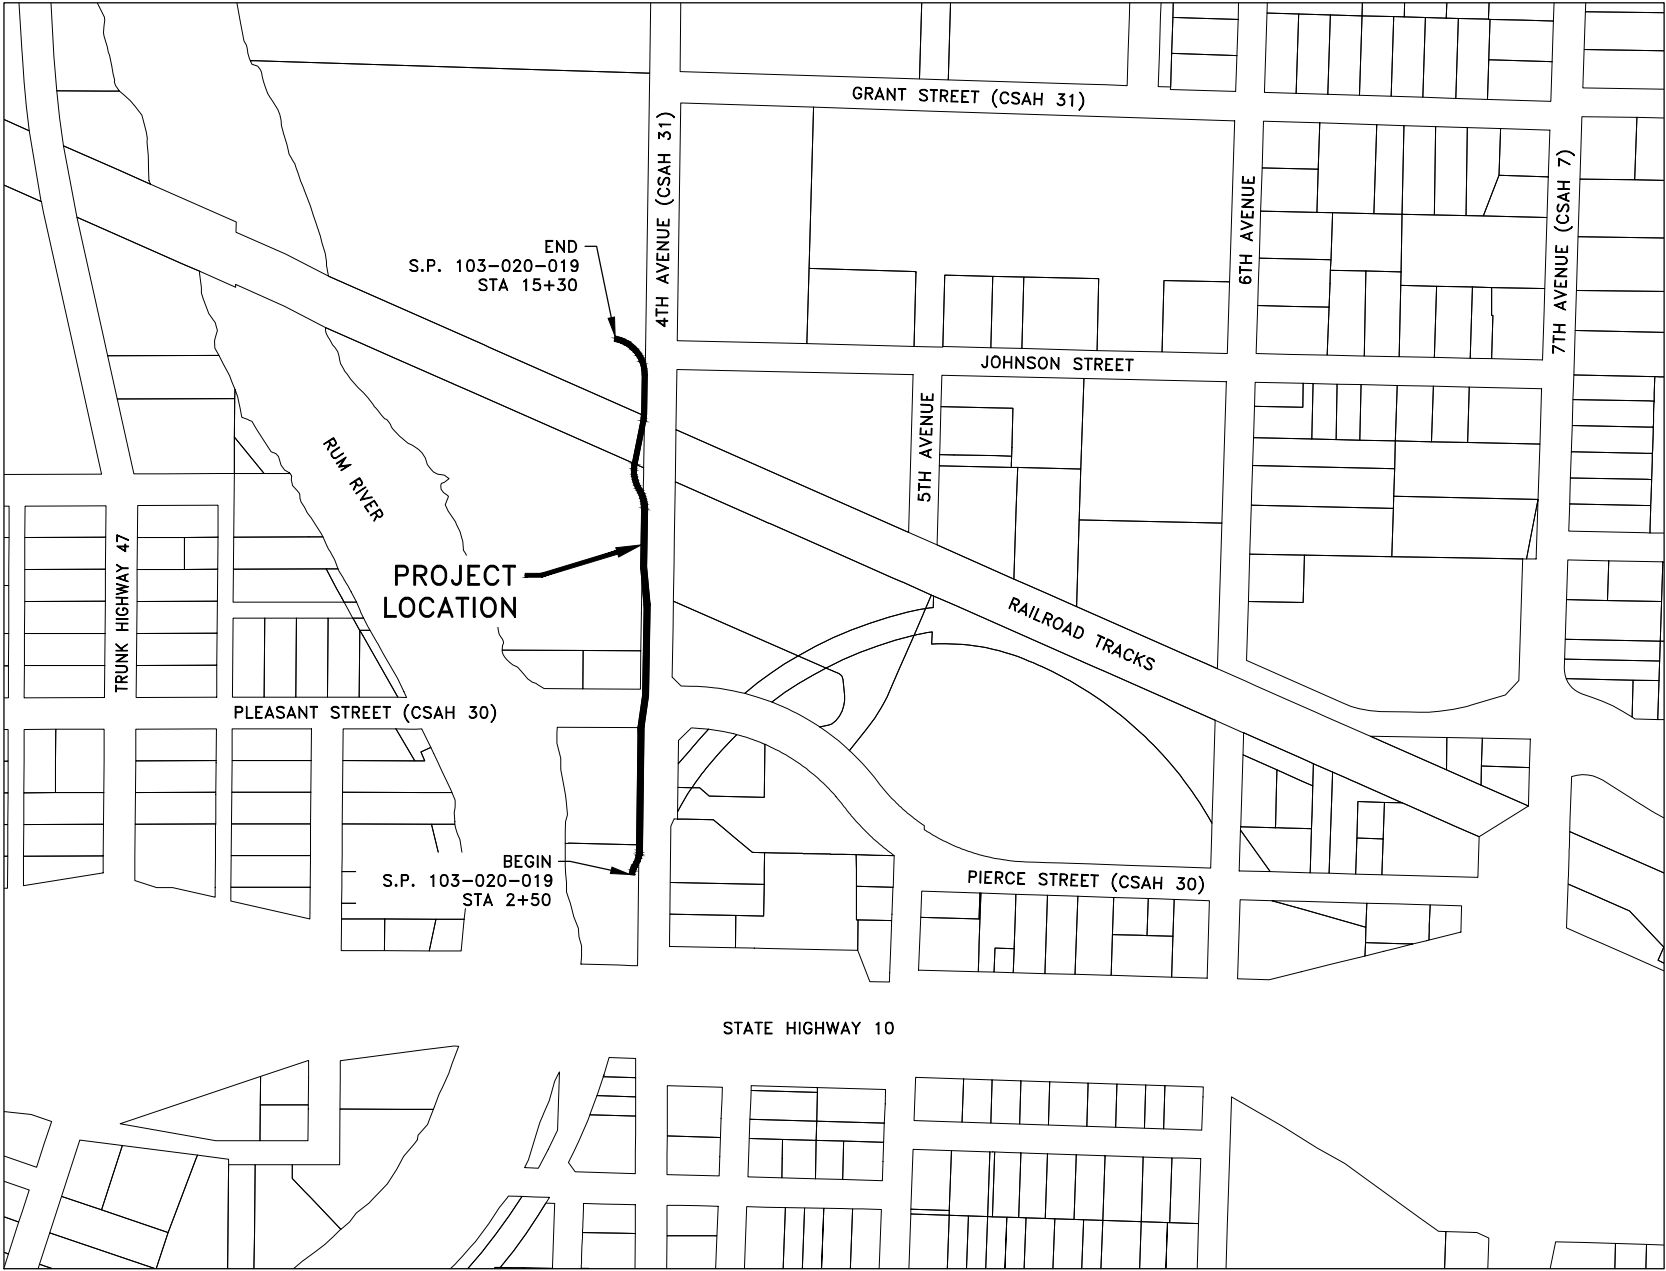 GRANT STREET (CSAH 31)
4TH AVENUE (CSAH 31)
6TH AVENUE
7TH AVENUE (CSAH 7)
END
S.P. 103-020-019
STA 15+30
JOHNSON STREET
5TH AVENUE
RUM RIVER
TRUNK HIGHWAY 47
PROJECT
LOCATION
RAILROAD TRACKS
PLEASANT STREET (CSAH 30)
BEGIN
S.P. 103-020-019
STA 2+50
PIERCE STREET (CSAH 30)
STATE HIGHWAY 10